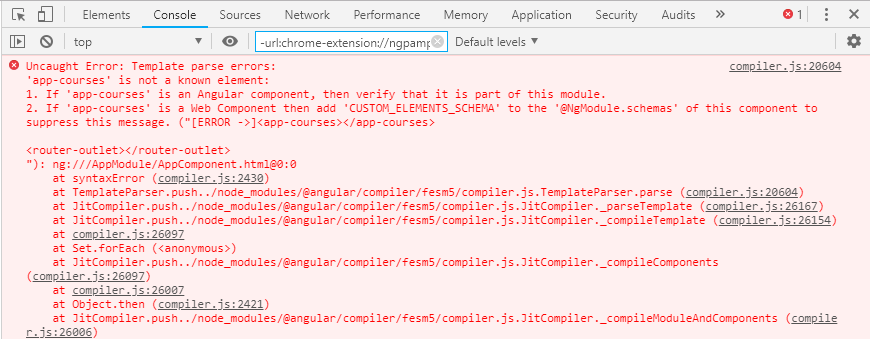 Elements Console Sources Network Performance Memory Application Security Audits » 1
top -url:chrome-extension://ngpamp Default levels
Uncaught Error: Template parse errors: compiler.js:20604
'app-courses' is not a known element:
1. If 'app-courses' is an Angular component, then verify that it is part of this module.
2. If 'app-courses' is a Web Component then add 'CUSTOM_ELEMENTS_SCHEMA' to the '@NgModule.schemas' of this component to
suppress this message. ("[ERROR ->]<app-courses></app-courses>
<router-outlet></router-outlet>
"): ng:///AppModule/AppComponent.html@0:0
at syntaxError (compiler.js:2430)
at TemplateParser.push../node_modules/@angular/compiler/fesm5/compiler.js.TemplateParser.parse (compiler.js:20604)
at JitCompiler.push../node_modules/@angular/compiler/fesm5/compiler.js.JitCompiler._parseTemplate (compiler.js:26167)
at JitCompiler.push../node_modules/@angular/compiler/fesm5/compiler.js.JitCompiler._compileTemplate (compiler.js:26154)
at compiler.js:26097
at Set.forEach (<anonymous>)
at JitCompiler.push../node_modules/@angular/compiler/fesm5/compiler.js.JitCompiler._compileComponents
(compiler.js:26097)
at compiler.js:26007
at Object.then (compiler.js:2421)
at JitCompiler.push../node_modules/@angular/compiler/fesm5/compiler.js.JitCompiler._compileModuleAndComponents (compile
r.js:26006)